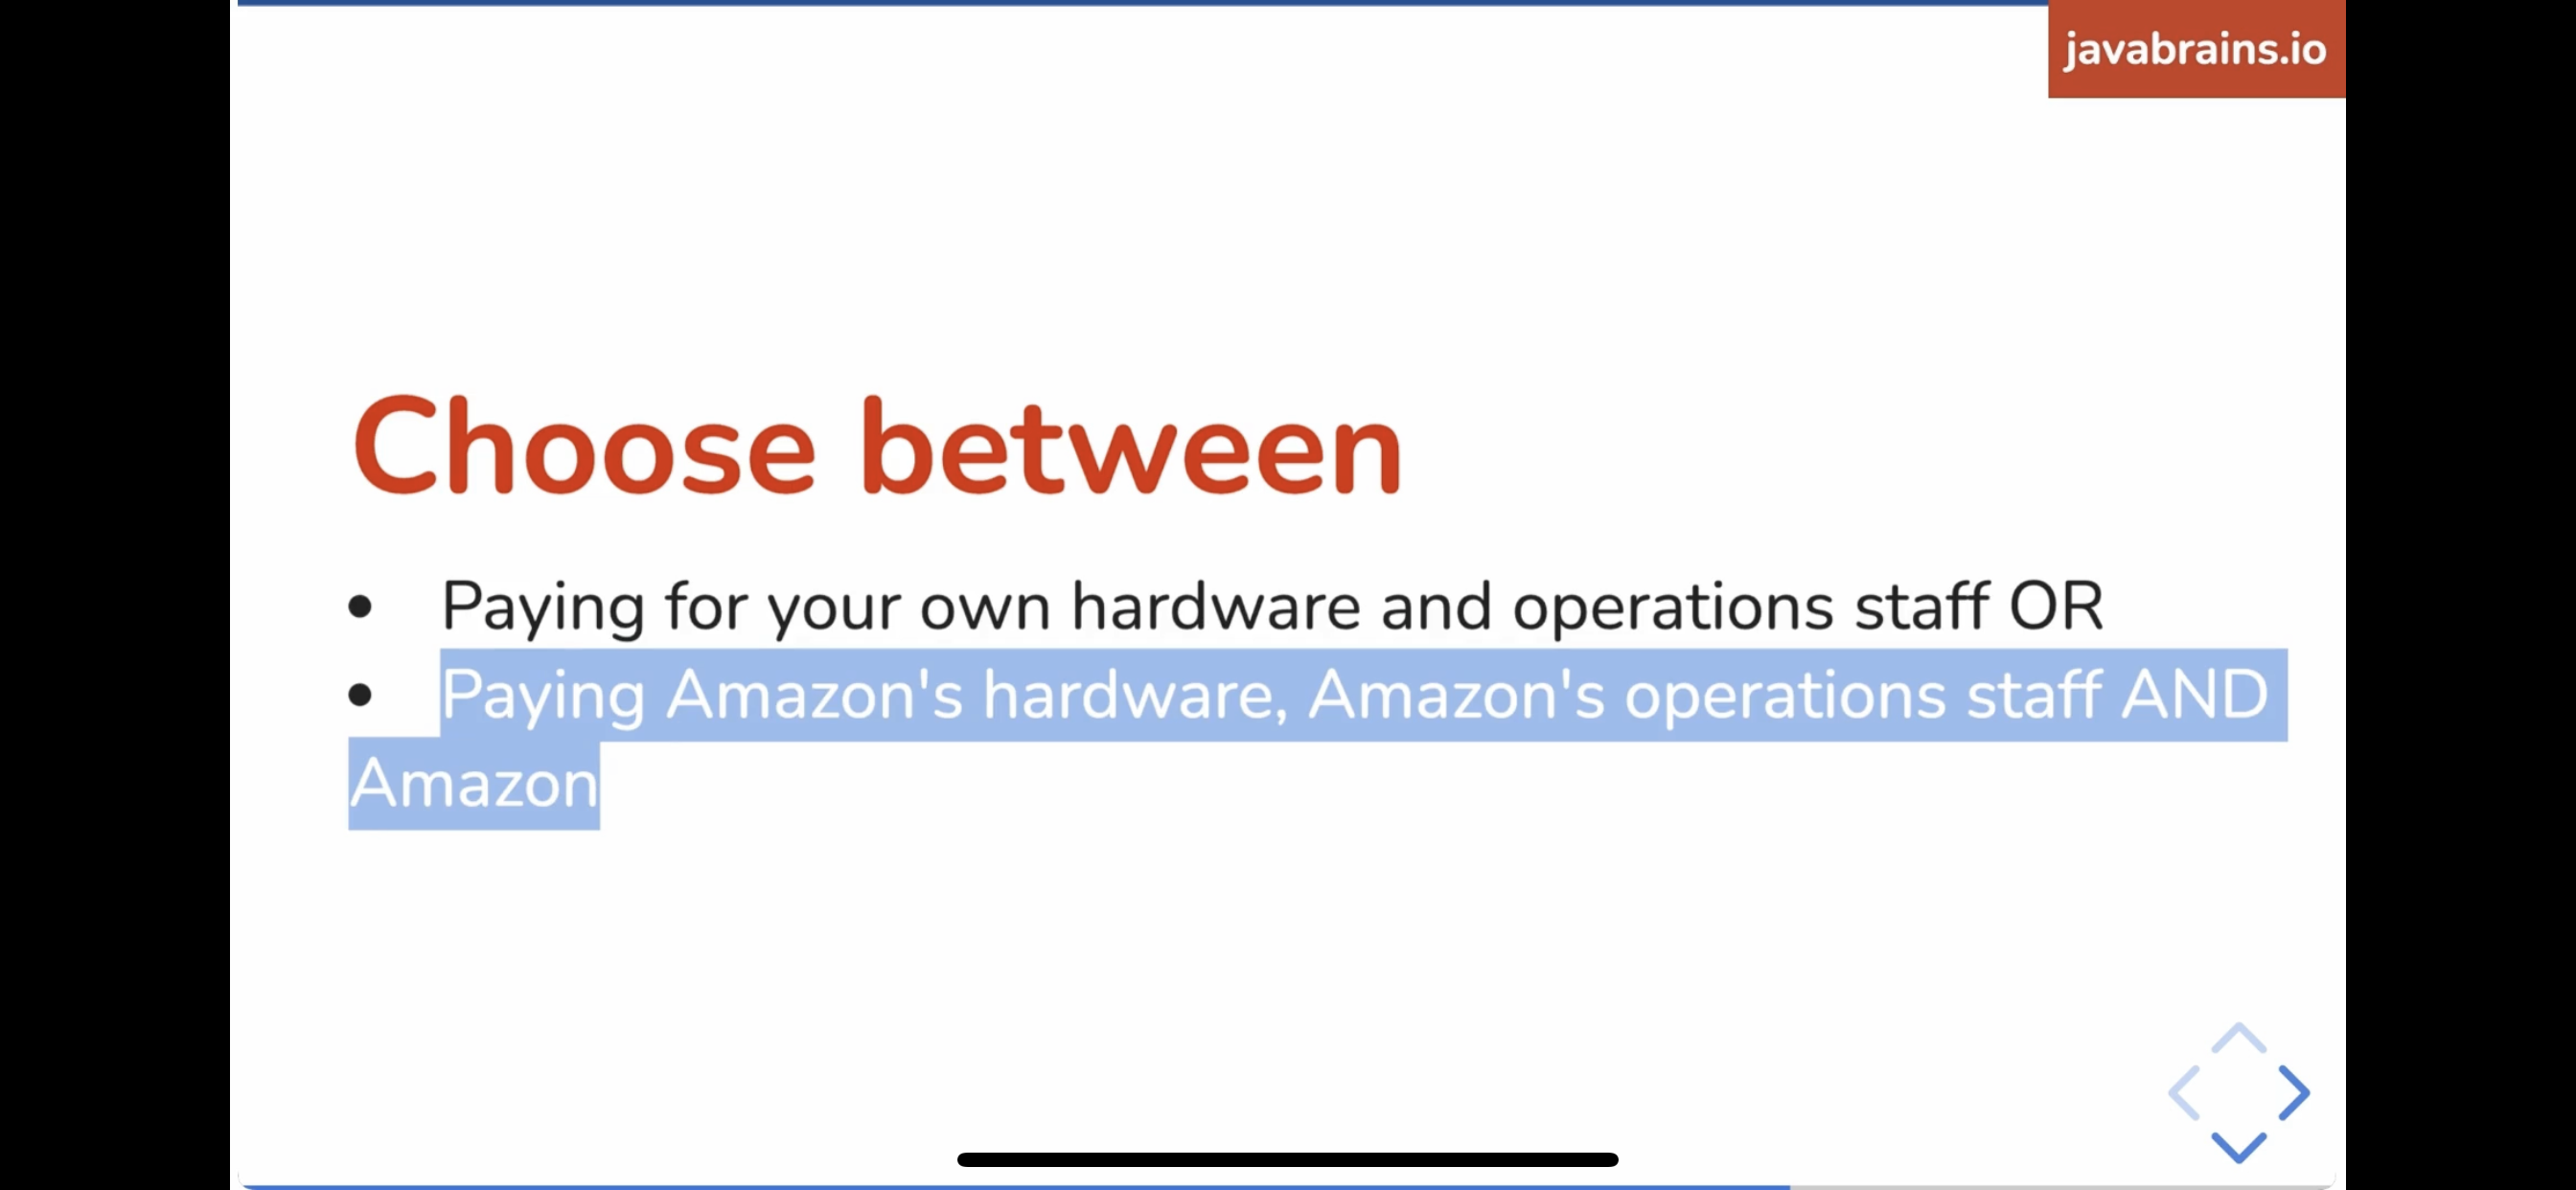 javabrains.io
Choose between
• Paying for your own hardware and operations staff OR
• Paying Amazon's hardware, Amazon's operations staff AND
Amazon